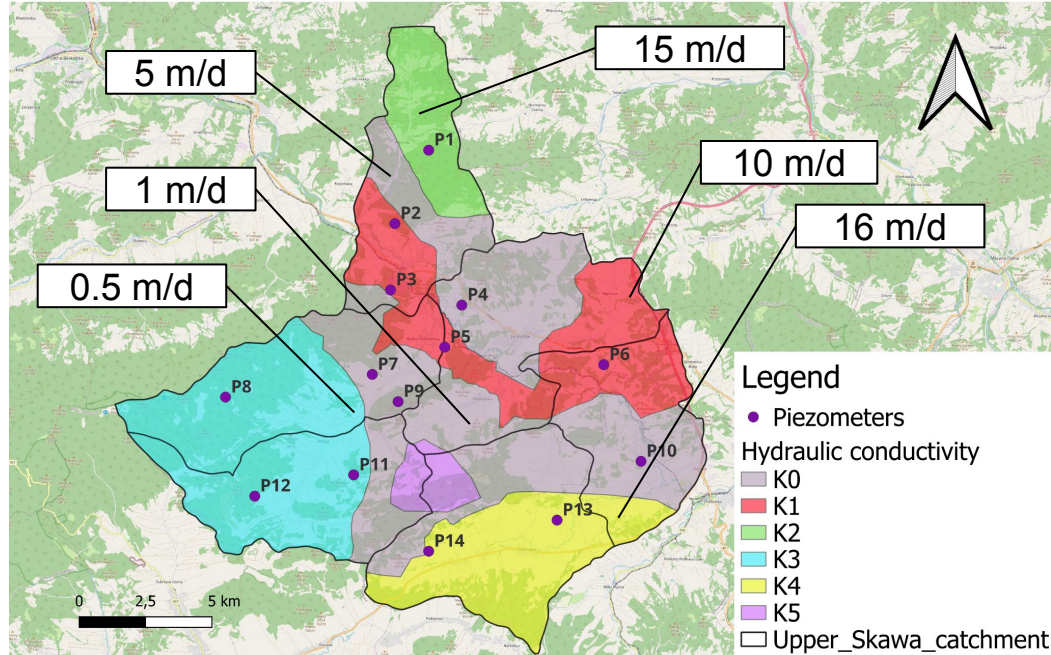 15 m/d
5 m/d
P1
10 m/d
1 m/d
16 m/d
P2
0.5 m/d
P3
P4
P5
P6
P7
P8
P9
P10
P11
P12
P13
P14
0 2,5 5 km
Legend
Piezometers
Hydraulic conductivity
K0
K1
K2
K3
K4
K5
Upper_Skawa_catchment